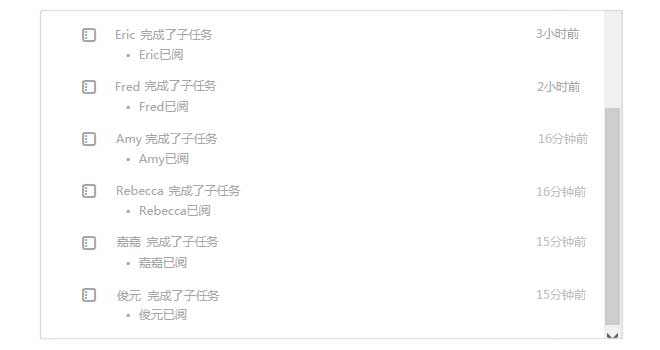 Eric 完成了子任务 3小时前
• Eric已阅
Fred 完成了子任务 2小时前
• Fred已阅
Amy 完成了子任务 16分钟前
• Amy已阅
Rebecca 完成了子任务 16分钟前
• Rebecca已阅
嘉嘉 完成了子任务 15分钟前
• 嘉嘉已阅
俊元 完成了子任务 15分钟前
• 俊元已阅